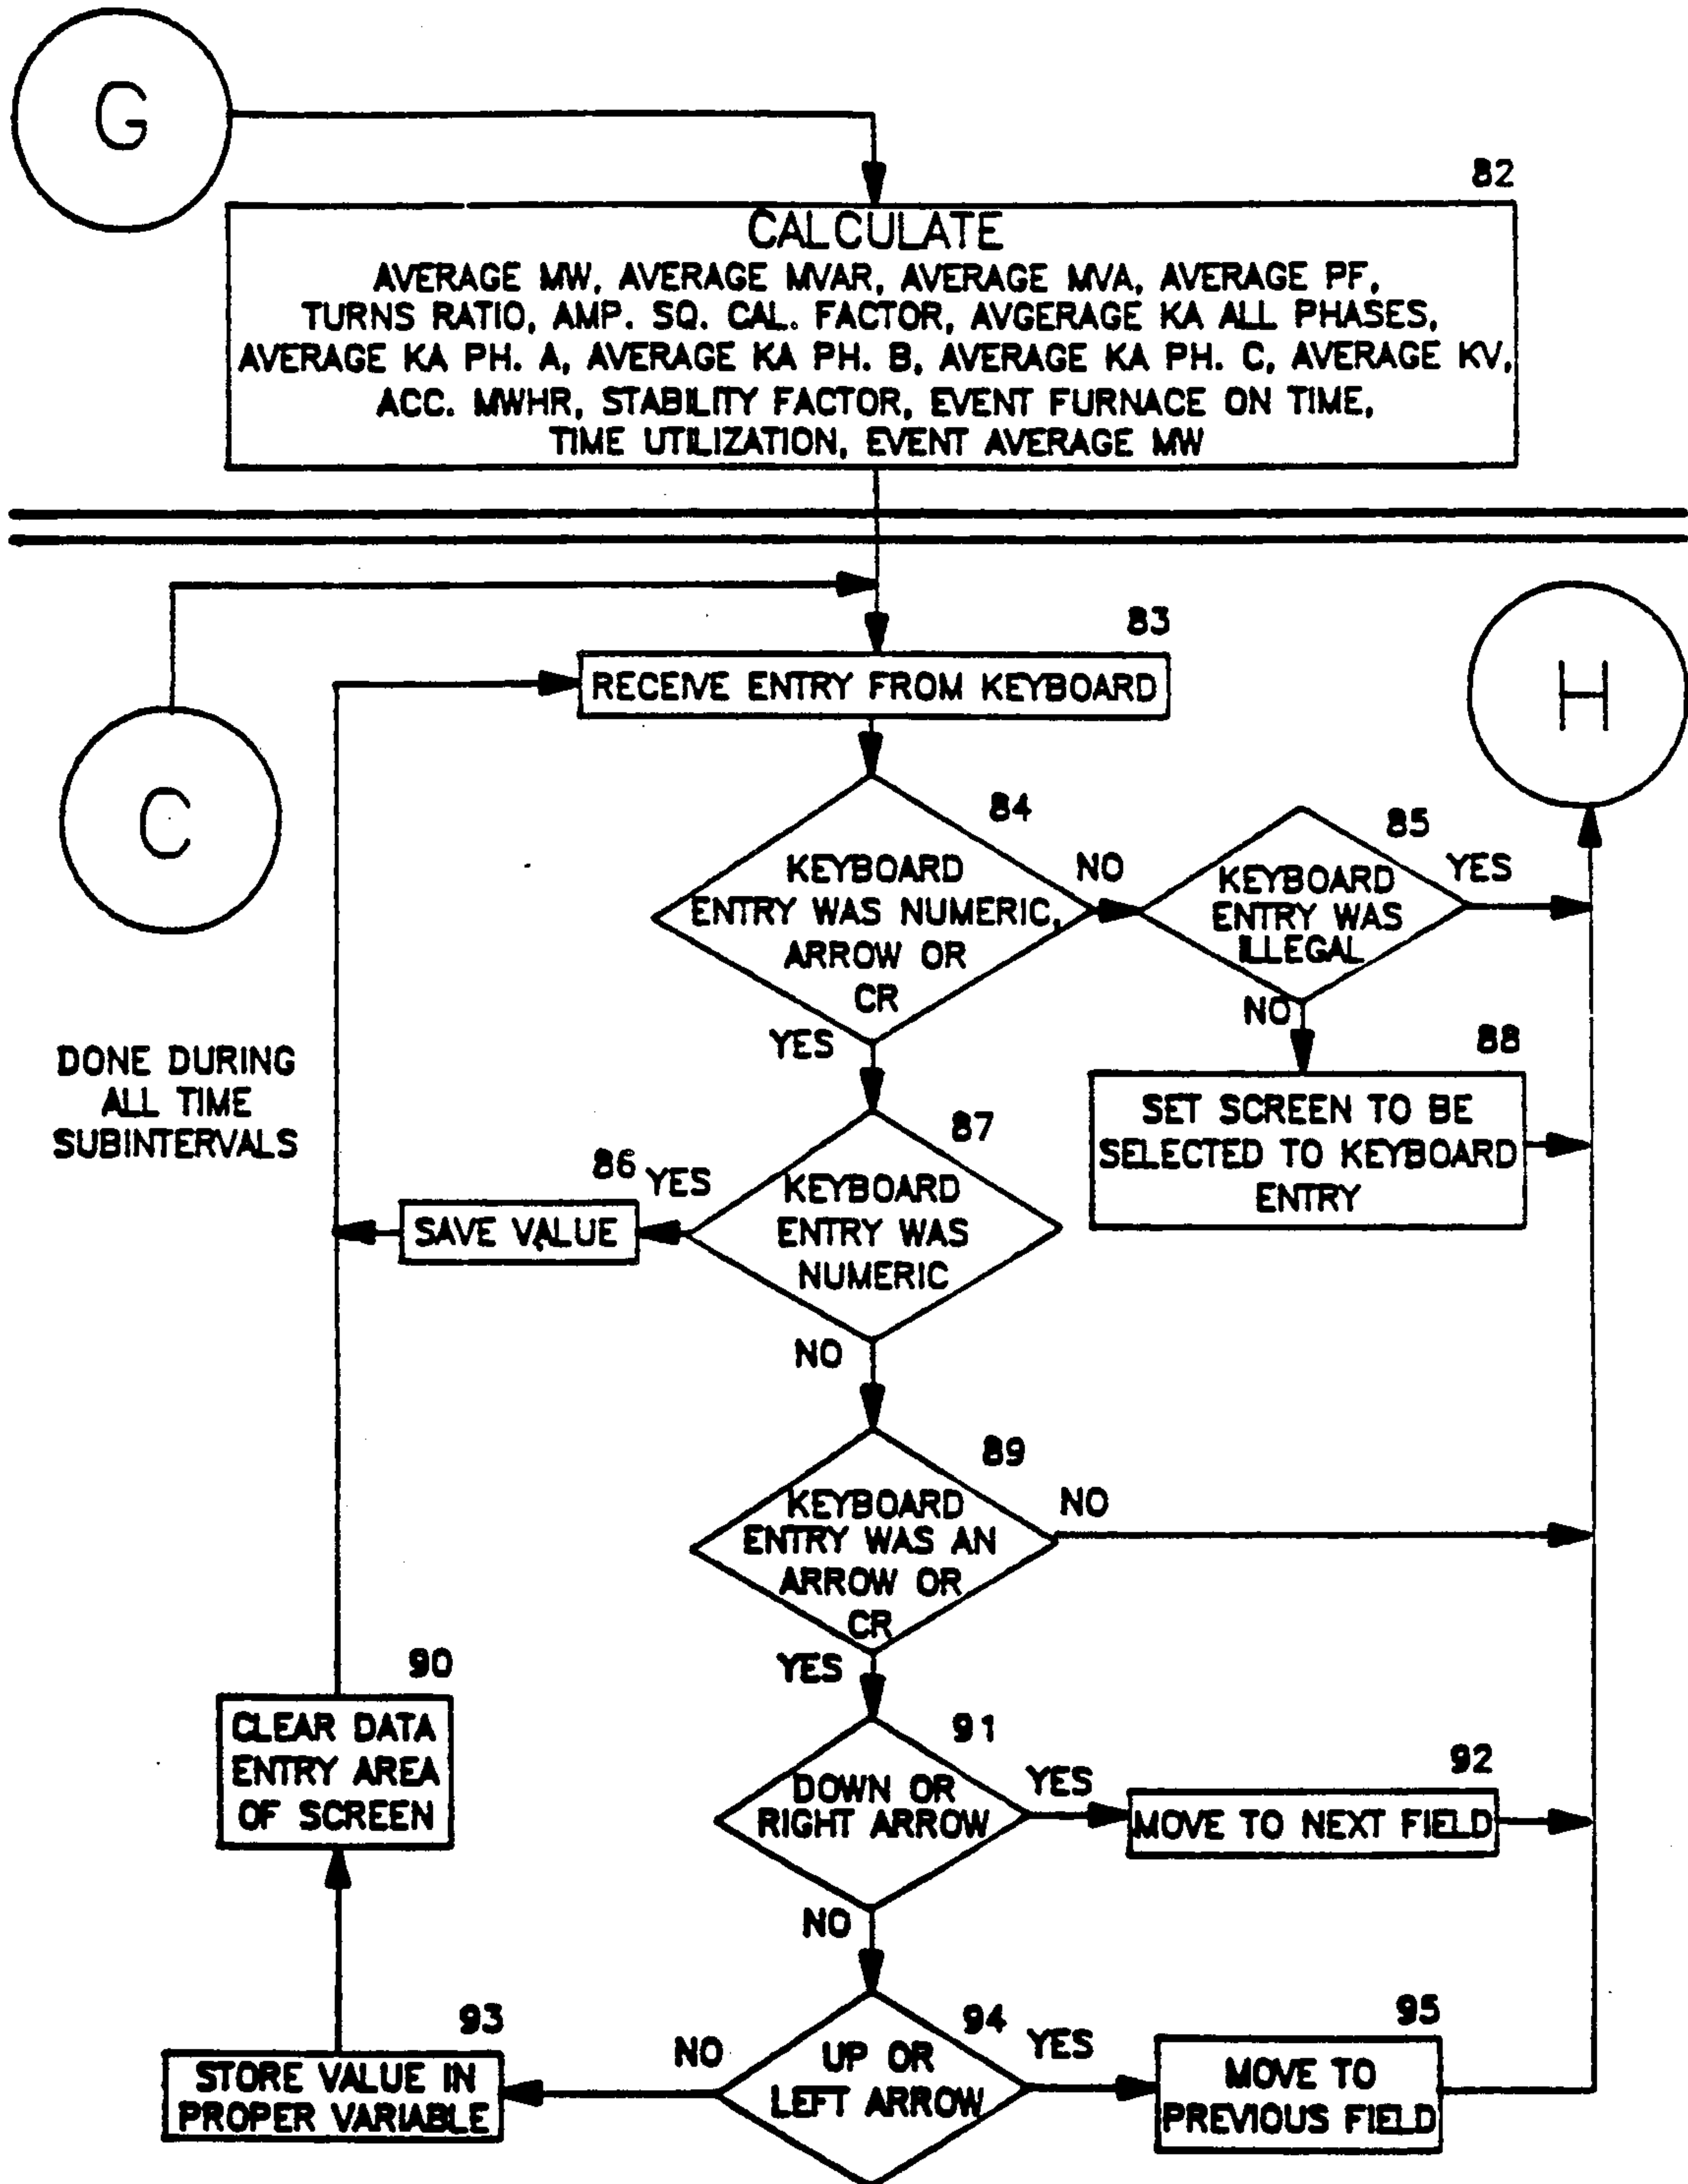 G
82
CALCULATE
AVERAGE MW, AVERAGE MVAR, AVERAGE MVA, AVERAGE PF,
TURNS RATIO, AMP. SQ. CAL. FACTOR, AVGERAGE KA ALL PHASES,
AVERAGE KA PH. A, AVERAGE KA PH. B, AVERAGE KA PH. C, AVERAGE KV,
ACC. MWHR, STABILITY FACTOR, EVENT FURNACE ON TIME,
TIME UTILIZATION, EVENT AVERAGE MW
83
RECEIVE ENTRY FROM KEYBOARD
H
C
84
KEYBOARD
ENTRY WAS NUMERIC,
ARROW OR
CR
NO
YES
85
KEYBOARD
ENTRY WAS
ILLEGAL
YES
NO
88
SET SCREEN TO BE
SELECTED TO KEYBOARD
ENTRY
DONE DURING
ALL TIME
SUBINTERVALS
87
KEYBOARD
ENTRY WAS
NUMERIC
YES
86
SAVE VALUE
NO
89
KEYBOARD
ENTRY WAS AN
ARROW OR
CR
NO
YES
90
CLEAR DATA
ENTRY AREA
OF SCREEN
91
DOWN OR
RIGHT ARROW
YES
92
MOVE TO NEXT FIELD
NO
93
STORE VALUE IN
PROPER VARIABLE
NO
94
UP OR
LEFT ARROW
YES
95
MOVE TO
PREVIOUS FIELD